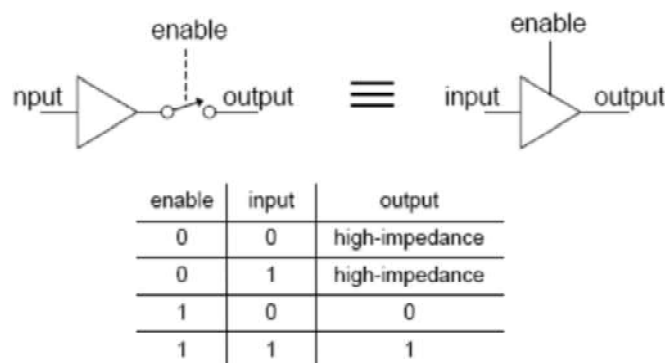 enable
enable
nput
output
input
output
enable input output
0 0 high-impedance
0 1 high-impedance
1 0 0
1 1 1